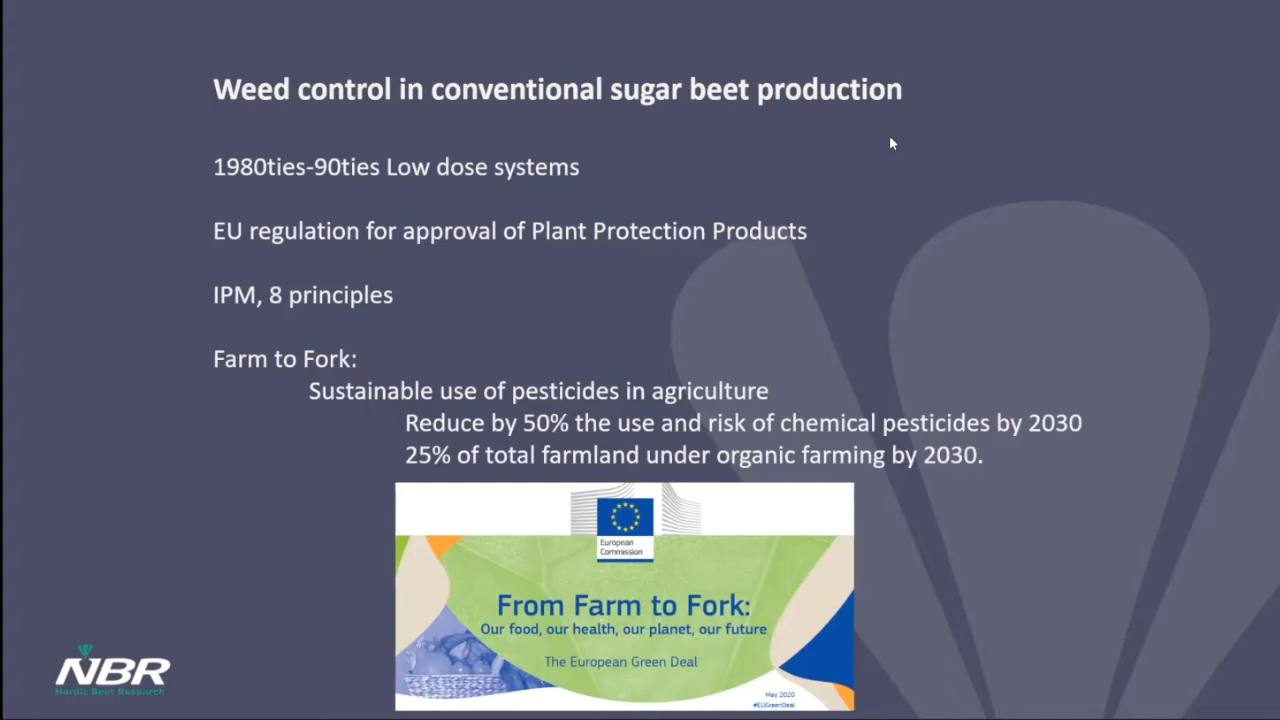 Weed control in conventional sugar beet production
1980ties-90ties Low dose systems
EU regulation for approval of Plant Protection Products
IPM, 8 principles
Farm to Fork:
Sustainable use of pesticides in agriculture
Reduce by 50% the use and risk of chemical pesticides by 2030
25% of total farmland under organic farming by 2030.
European
Commission
From Farm to Fork:
Our food, our health, our planet, our future
The European Green Deal
May 2020
#EUGreenDeal
NBR
Nordic Beet Research